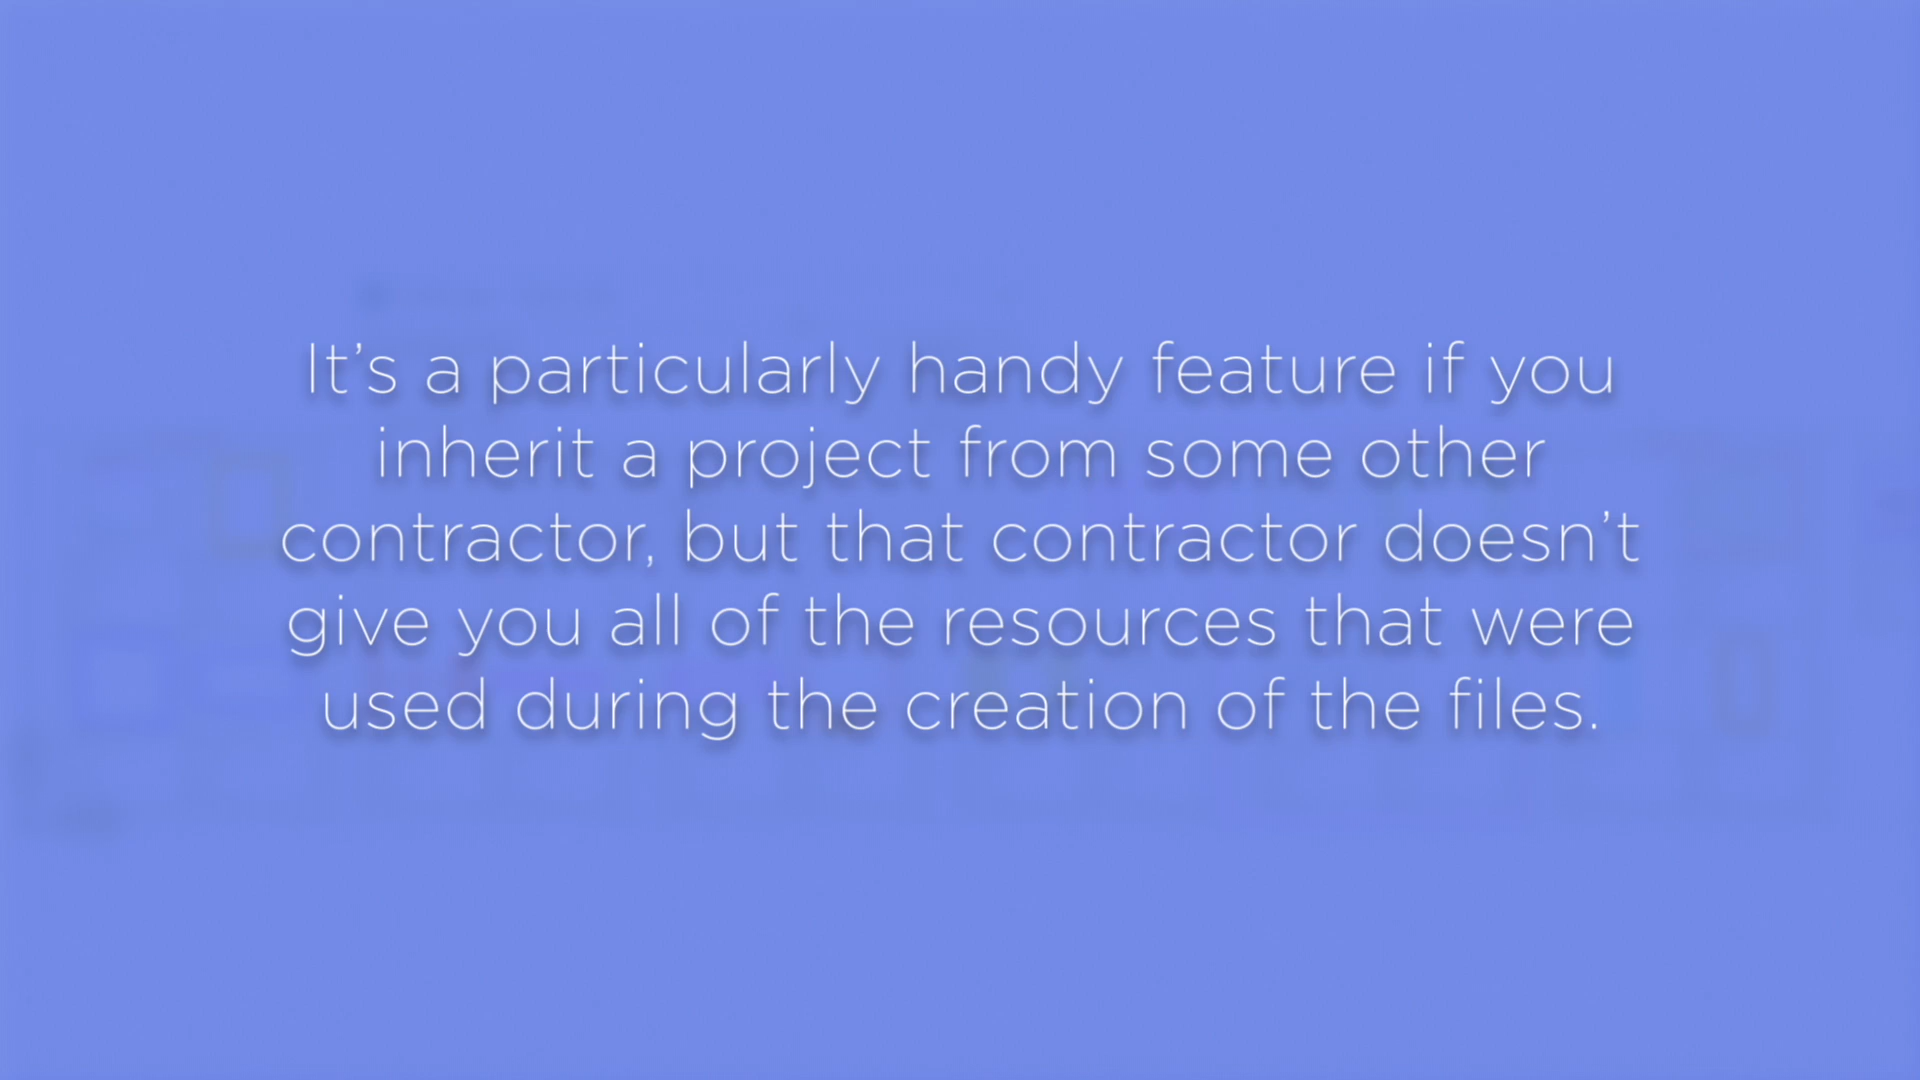 It’s a particularly handy feature if you
inherit a project from some other
contractor, but that contractor doesn’t
give you all of the resources that were
used during the creation of the files.